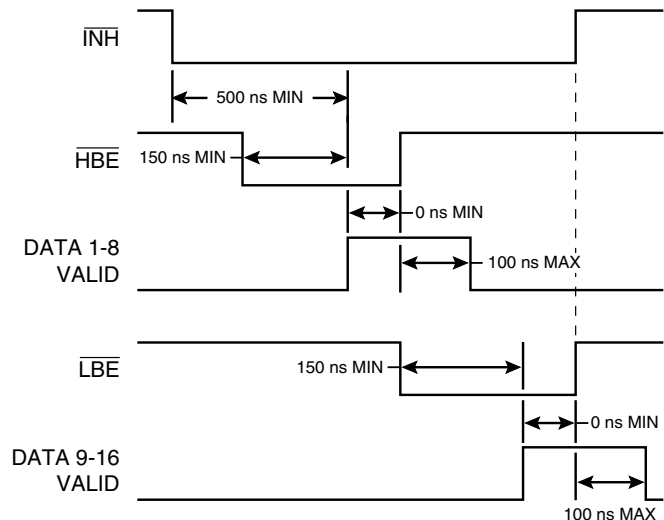 INH
500 ns MIN
HBE
150 ns MIN
0 ns MIN
DATA 1-8
VALID
100 ns MAX
LBE
150 ns MIN
0 ns MIN
DATA 9-16
VALID
100 ns MAX